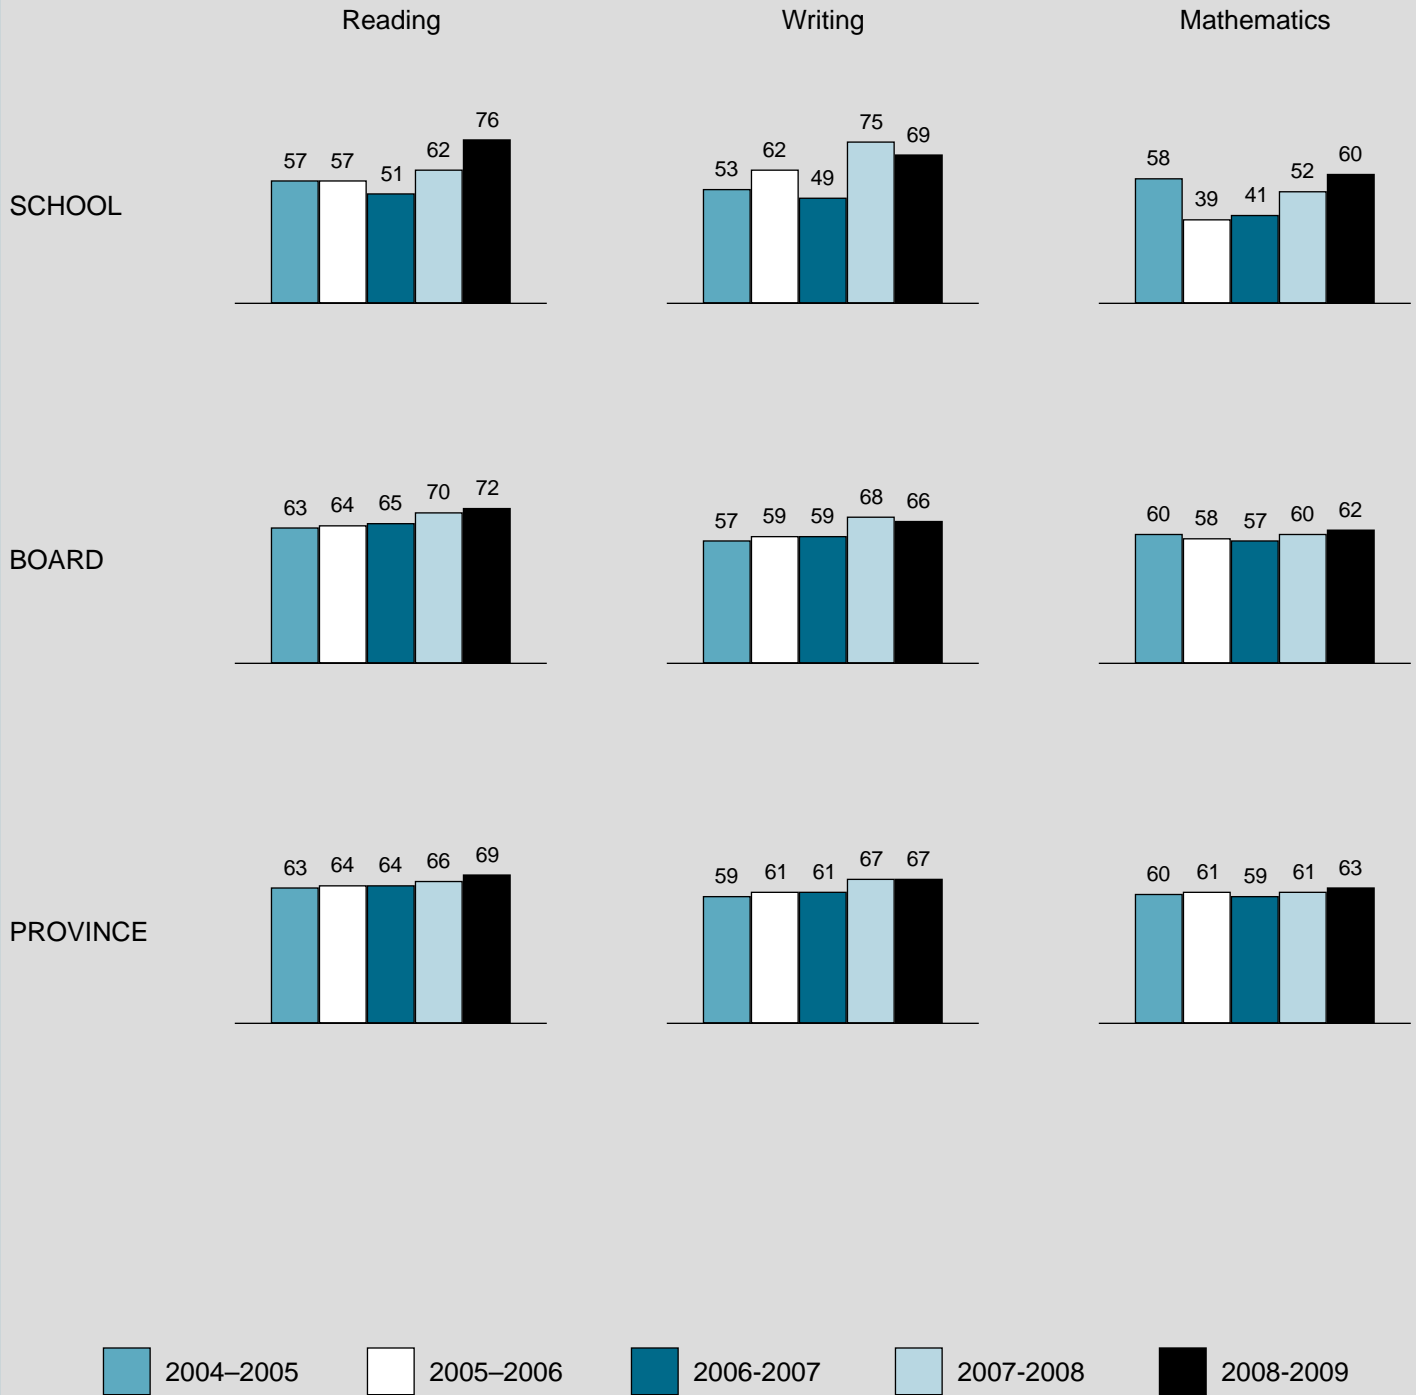 Reading Writing Mathematics
SCHOOL
57 57 51 62 76
53 62 49 75 69
58 39 41 52 60
BOARD
63 64 65 70 72
57 59 59 68 66
60 58 57 60 62
PROVINCE
63 64 64 66 69
59 61 61 67 67
60 61 59 61 63
2004–2005 2005–2006 2006-2007 2007-2008 2008-2009